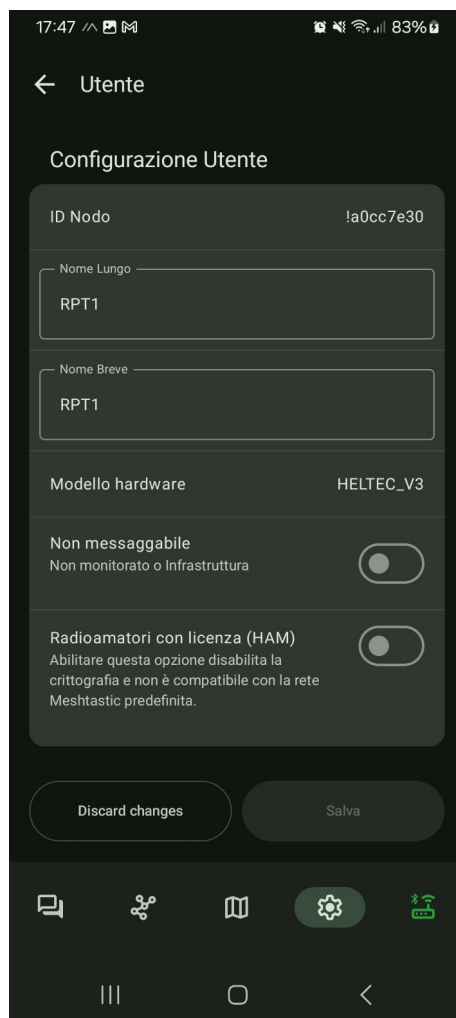 17:47 83%
Utente
Configurazione Utente
ID Nodo !a0cc7e30
Nome Lungo
RPT1
Nome Breve
RPT1
Modello hardware HELTEC_V3
Non messaggabile
Non monitorato o Infrastruttura
Radioamatori con licenza (HAM)
Abilitare questa opzione disabilita la
crittografia e non è compatibile con la rete
Meshtastic predefinita.
Discard changes Salva